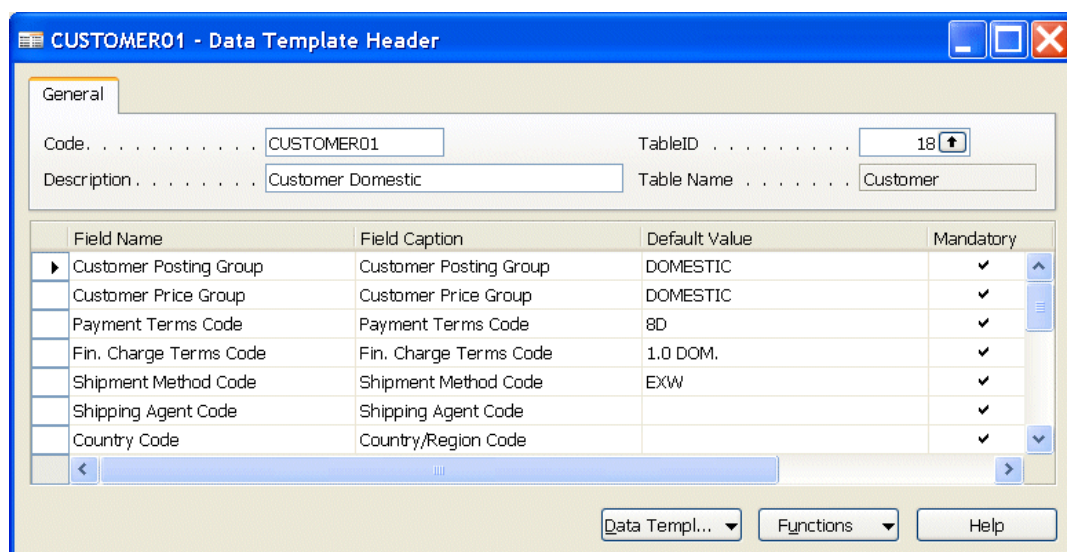 CUSTOMER01 - Data Template Header
General
Code. . . . . . . . . . . CUSTOMER01 TableID . . . . . . . . . 18
Description . . . . . . . . Customer Domestic Table Name . . . . . . . Customer
Field Name Field Caption Default Value Mandatory
Customer Posting Group Customer Posting Group DOMESTIC ✔
Customer Price Group Customer Price Group DOMESTIC ✔
Payment Terms Code Payment Terms Code 8D ✔
Fin. Charge Terms Code Fin. Charge Terms Code 1.0 DOM. ✔
Shipment Method Code Shipment Method Code EXW ✔
Shipping Agent Code Shipping Agent Code ✔
Country Code Country/Region Code ✔
Data Templ... Functions Help